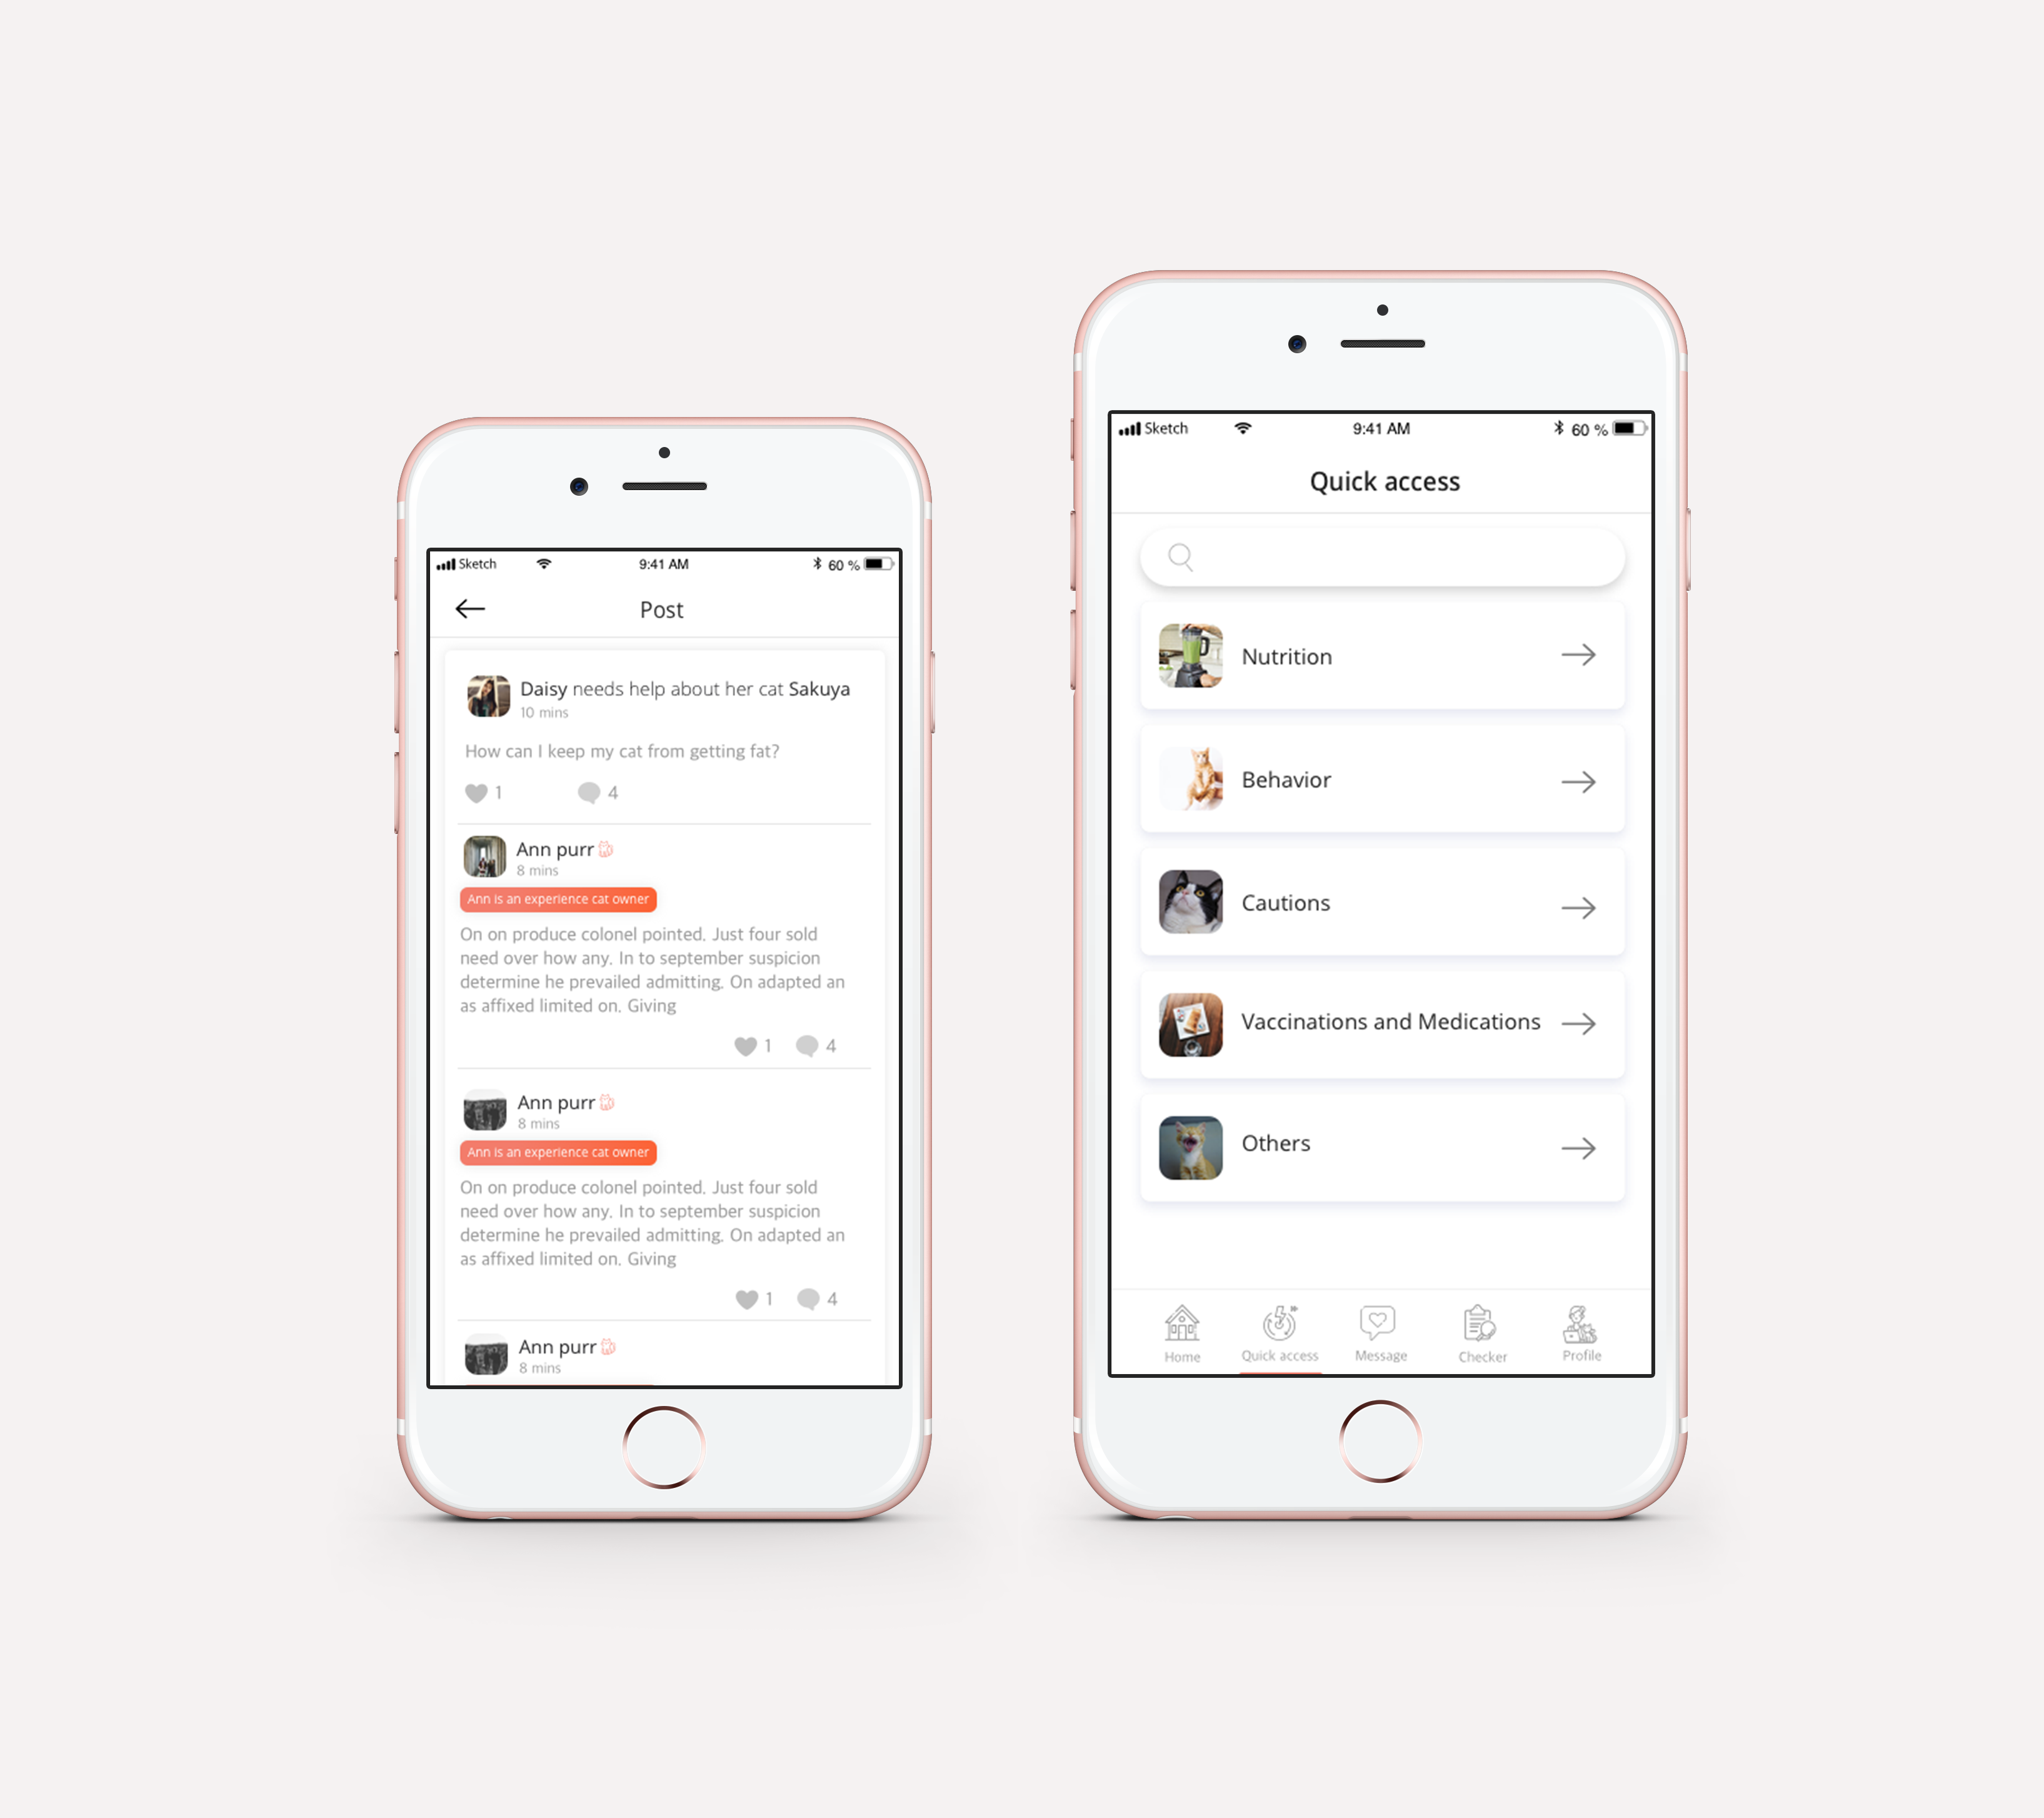 Sketch 9:41 AM 60 %
Post
Daisy needs help about her cat Sakuya
10 mins
How can I keep my cat from getting fat?
1 4
Ann purr
8 mins
Ann is an experience cat owner
On on produce colonel pointed. Just four sold
need over how any. In to september suspicion
determine he prevailed admitting. On adapted an
as affixed limited on. Giving
1 4
Ann purr
8 mins
Ann is an experience cat owner
On on produce colonel pointed. Just four sold
need over how any. In to september suspicion
determine he prevailed admitting. On adapted an
as affixed limited on. Giving
1 4
Ann purr
8 mins
Sketch 9:41 AM 60 %
Quick access
Nutrition
Behavior
Cautions
Vaccinations and Medications
Others
Home Quick access Message Checker Profile